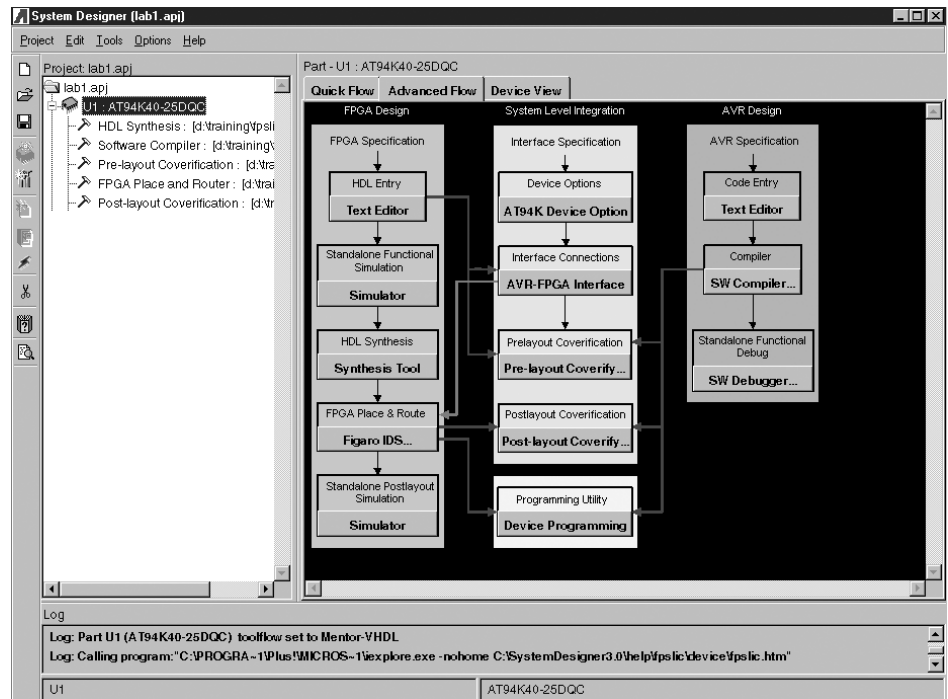 System Designer (lab1.apj)
Project Edit Tools Options Help
Project: lab1.apj
lab1.apj
U1 : AT94K40-25DQC
HDL Synthesis : [d:\training\fpsli
Software Compiler : [d:\training\
Pre-layout Coverification : [d:\tra
FPGA Place and Router : [d:\trai
Post-layout Coverification : [d:\tr
Part - U1 : AT94K40-25DQC
Quick Flow Advanced Flow Device View
FPGA Design
FPGA Specification
HDL Entry
Text Editor
Standalone Functional
Simulation
Simulator
HDL Synthesis
Synthesis Tool
FPGA Place & Route
Figaro IDS...
Standalone Postlayout
Simulation
Simulator
System Level Integration
Interface Specification
Device Options
AT94K Device Option
Interface Connections
AVR-FPGA Interface
Prelayout Coverification
Pre-layout Coverify...
Postlayout Coverification
Post-layout Coverify...
Programming Utility
Device Programming
AVR Design
AVR Specification
Code Entry
Text Editor
Compiler
SW Compiler...
Standalone Functional
Debug
SW Debugger...
Log
Log: Part U1 (AT94K40-25DQC) toolflow set to Mentor-VHDL
Log: Calling program:"C:\PROGRA~1\Plus!\MICROS~1\iexplore.exe -nohome C:\SystemDesigner3.0\help\fpslic\device\fpslic.htm"
U1
AT94K40-25DQC